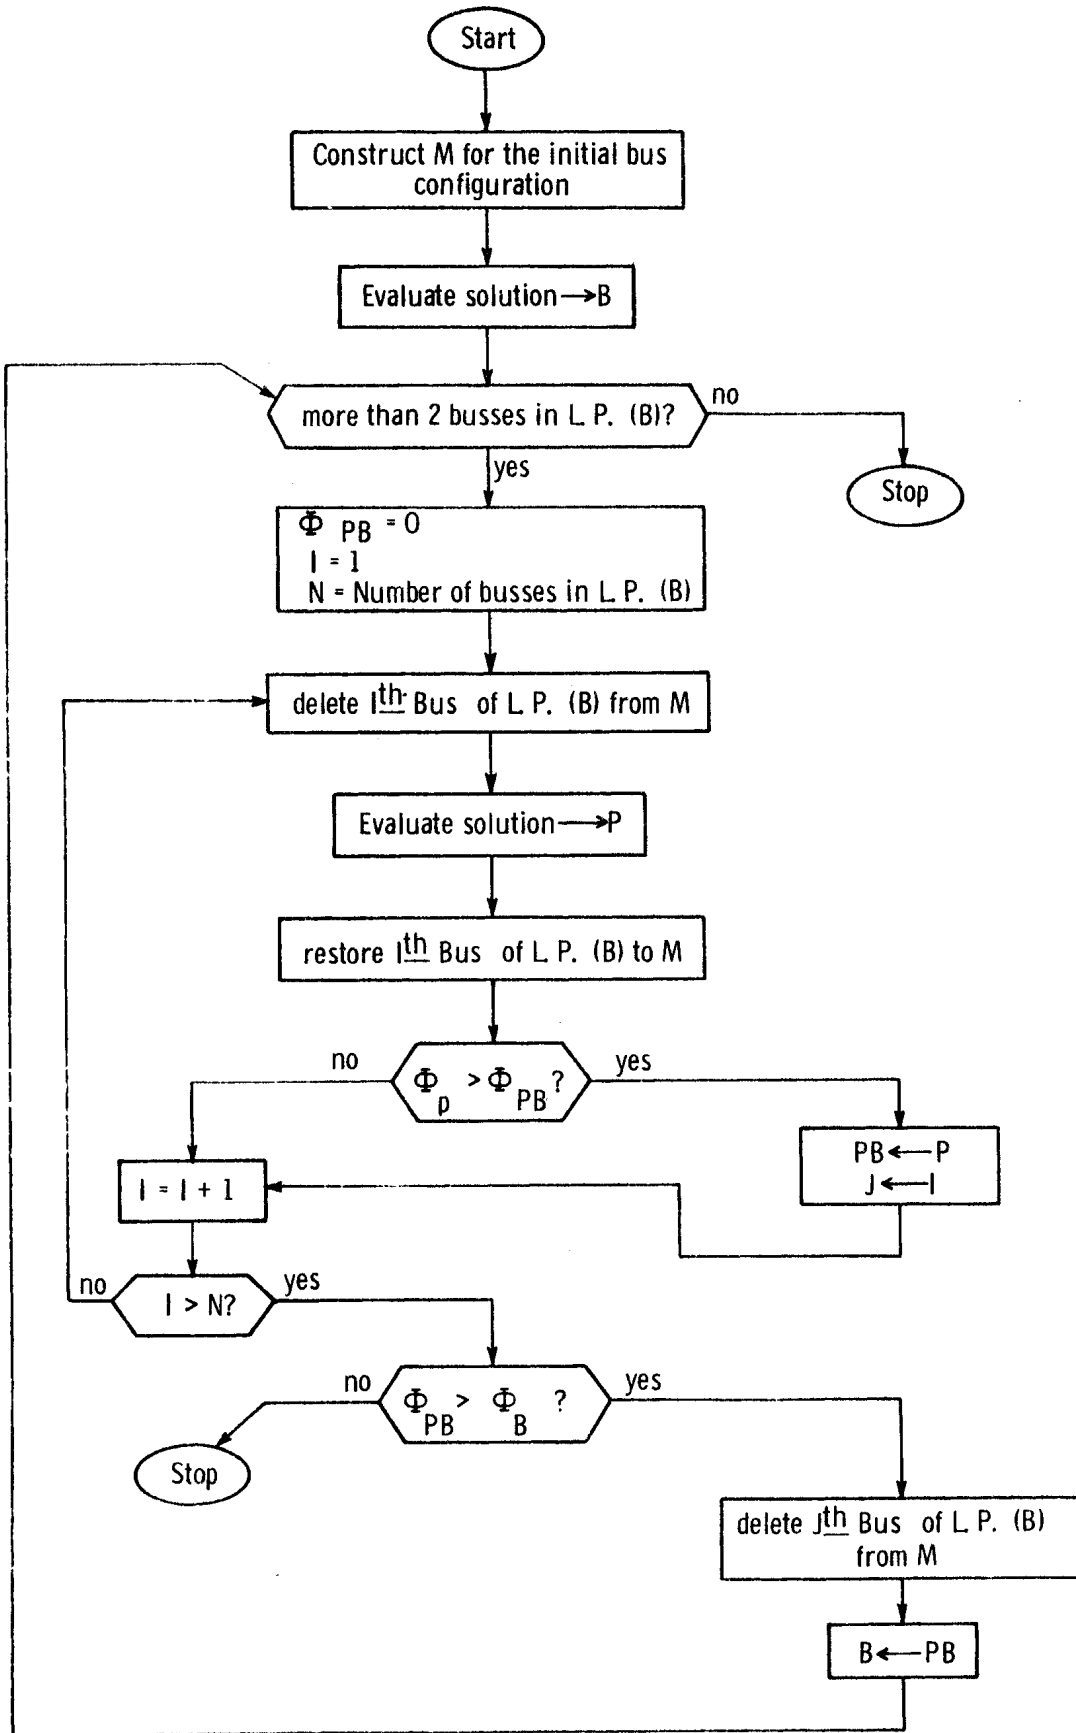 Start
Construct M for the initial bus
configuration
Evaluate solution→B
more than 2 busses in L.P. (B)?
no
Stop
yes
Φ PB = 0
I = 1
N = Number of busses in L.P. (B)
delete Ith Bus of L.P. (B) from M
Evaluate solution→P
restore Ith Bus of L.P. (B) to M
no
Φp > ΦPB ?
yes
PB←P
J←I
I = I + 1
no
I > N?
yes
no
ΦPB > ΦB ?
yes
Stop
delete Jth Bus of L.P. (B)
from M
B←PB